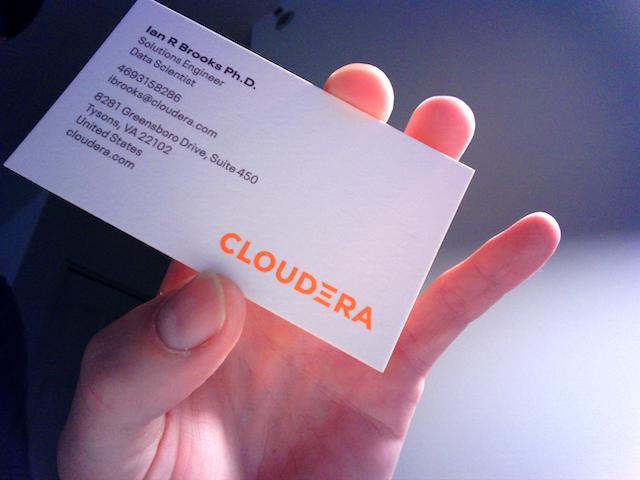 Ian R Brooks Ph.D.
Solutions Engineer
Data Scientist
4693158286
ibrooks@cloudera.com
8281 Greensboro Drive, Suite 450
Tysons, VA 22102
United States
cloudera.com
CLOUDERA